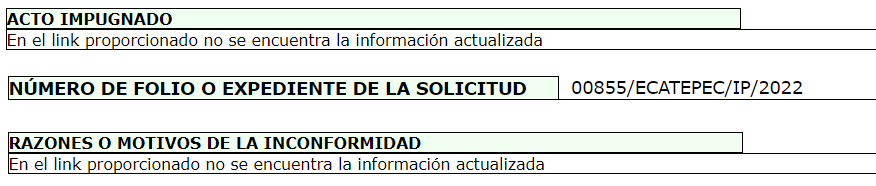 ACTO IMPUGNADO
En el link proporcionado no se encuentra la información actualizada
NÚMERO DE FOLIO O EXPEDIENTE DE LA SOLICITUD 00855/ECATEPEC/IP/2022
RAZONES O MOTIVOS DE LA INCONFORMIDAD
En el link proporcionado no se encuentra la información actualizada